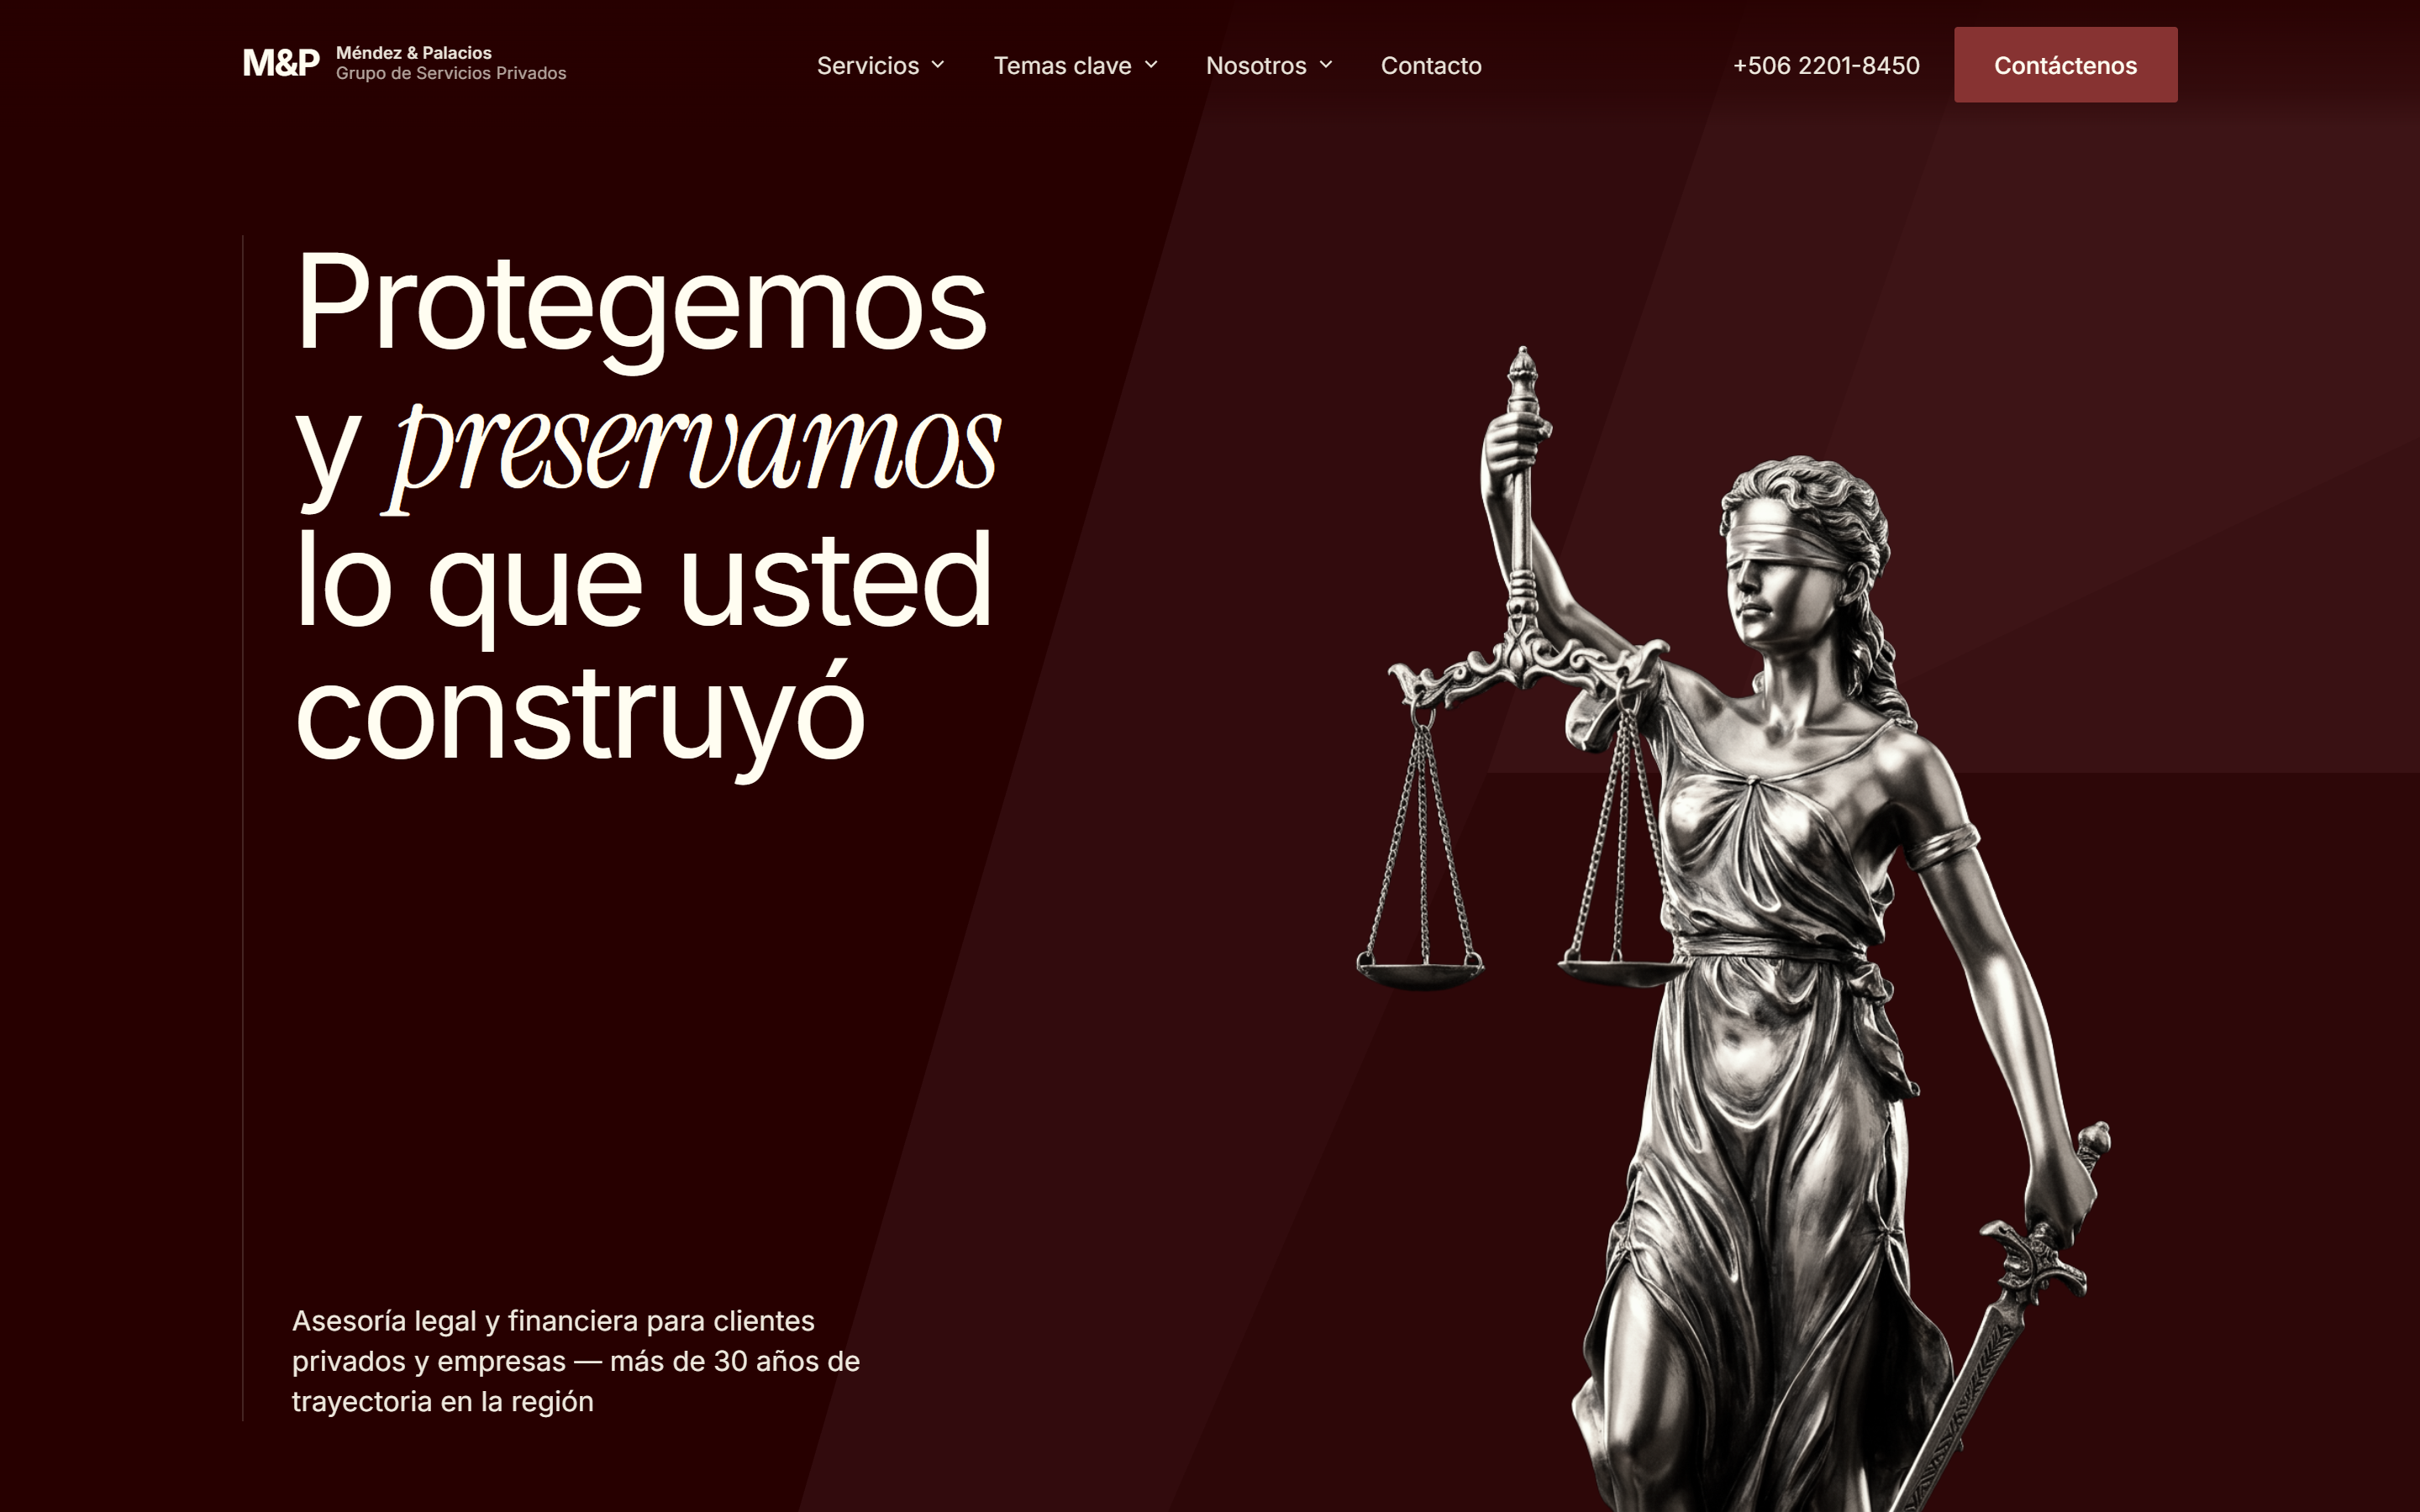 M&P
Méndez & Palacios
Grupo de Servicios Privados
Servicios
Temas clave
Nosotros
Contacto
+506 2201-8450
Contáctenos
Protegemos
y preservamos
lo que usted
construyó
Asesoría legal y financiera para clientes
privados y empresas — más de 30 años de
trayectoria en la región